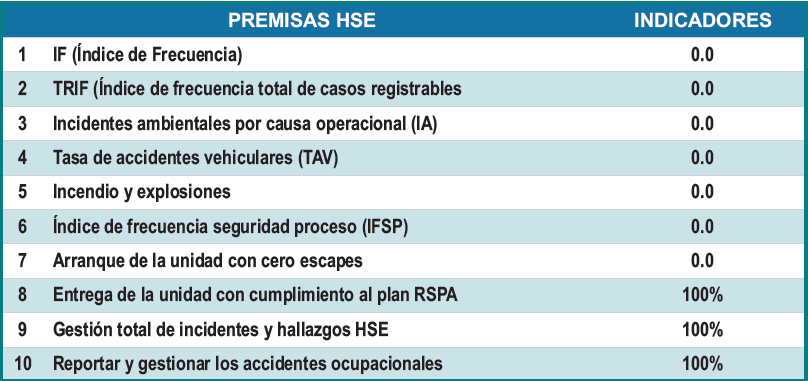 PREMISAS HSE INDICADORES
1 IF (Índice de Frecuencia) 0.0
2 TRIF (Índice de frecuencia total de casos registrables 0.0
3 Incidentes ambientales por causa operacional (IA) 0.0
4 Tasa de accidentes vehiculares (TAV) 0.0
5 Incendio y explosiones 0.0
6 Índice de frecuencia seguridad proceso (IFSP) 0.0
7 Arranque de la unidad con cero escapes 0.0
8 Entrega de la unidad con cumplimiento al plan RSPA 100%
9 Gestión total de incidentes y hallazgos HSE 100%
10 Reportar y gestionar los accidentes ocupacionales 100%